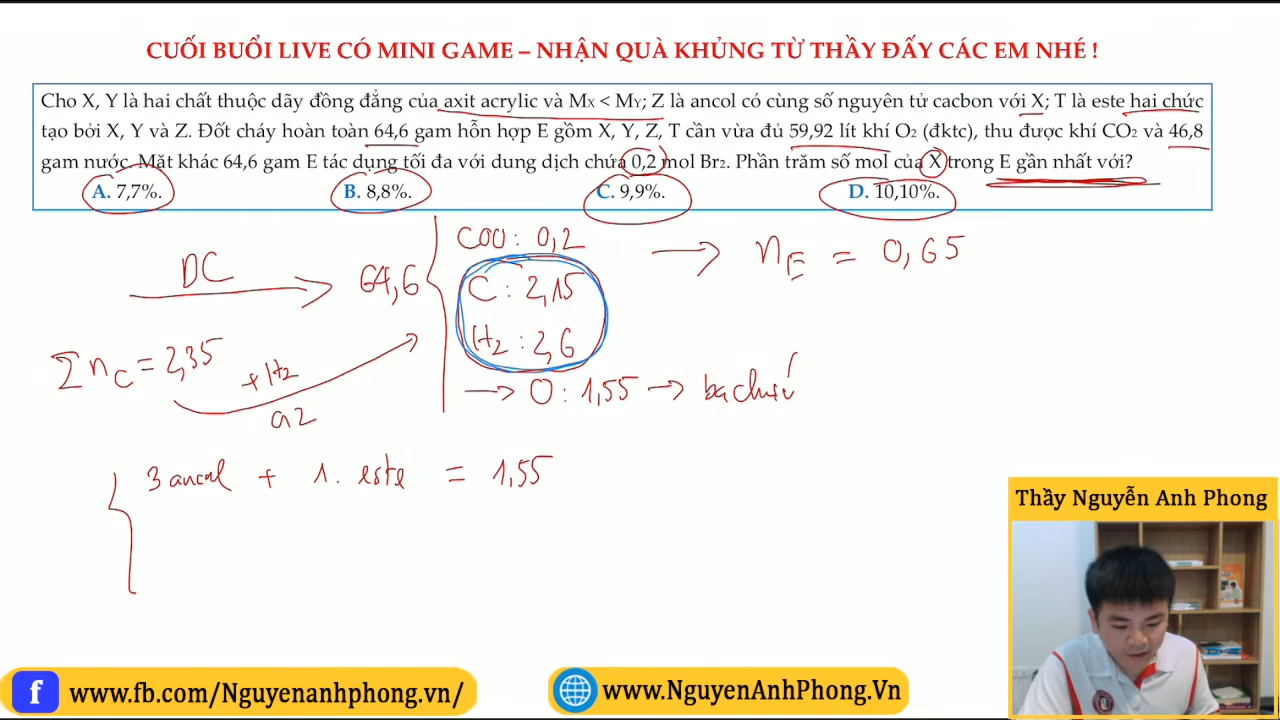 CUỐI BUỔI LIVE CÓ MINI GAME – NHẬN QUÀ KHỦNG TỪ THẦY ĐẤY CÁC EM NHÉ !
Cho X, Y là hai chất thuộc dãy đồng đẳng của axit acrylic và Mx < MY; Z là ancol có cùng số nguyên tử cacbon với X; T là este hai chức
tạo bởi X, Y và Z. Đốt cháy hoàn toàn 64,6 gam hỗn hợp E gồm X, Y, Z, T cần vừa đủ 59,92 lít khí O2 (đktc), thu được khí CO2 và 46,8
gam nước. Mặt khác 64,6 gam E tác dụng tối đa với dung dịch chứa 0,2 mol Br2. Phần trăm số mol của X trong E gần nhất với?
A. 7,7%. B. 8,8%. C. 9,9%. D. 10,10%.
COO : 0,2 → nE = 0,65
DC
64,6
C : 2,15
H2 : 2,6
Σ nC = 2,35
+ H2
a2
→ O : 1,55 → ba chức
3 ancol + 1. este = 1,55
Thầy Nguyễn Anh Phong
f www.fb.com/Nguyenanhphong.vn/
www.NguyenAnhPhong.Vn